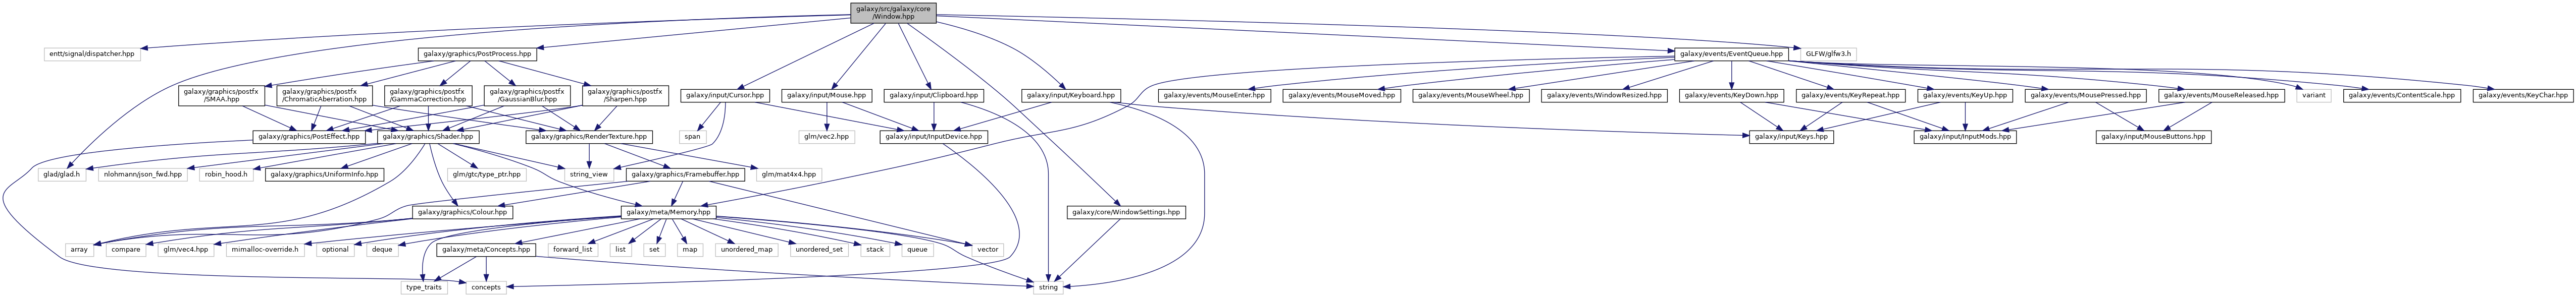 galaxy/src/galaxy/core
/Window.hpp
entt/signal/dispatcher.hpp
galaxy/graphics/PostProcess.hpp
galaxy/events/EventQueue.hpp
GLFW/glfw3.h
galaxy/graphics/postfx
/SMAA.hpp
galaxy/graphics/postfx
/ChromaticAberration.hpp
galaxy/graphics/postfx
/GammaCorrection.hpp
galaxy/graphics/postfx
/GaussianBlur.hpp
galaxy/graphics/postfx
/Sharpen.hpp
galaxy/input/Cursor.hpp
galaxy/input/Mouse.hpp
galaxy/input/Clipboard.hpp
galaxy/input/Keyboard.hpp
galaxy/events/MouseEnter.hpp
galaxy/events/MouseMoved.hpp
galaxy/events/MouseWheel.hpp
galaxy/events/WindowResized.hpp
galaxy/events/KeyDown.hpp
galaxy/events/KeyRepeat.hpp
galaxy/events/KeyUp.hpp
galaxy/events/MousePressed.hpp
galaxy/events/MouseReleased.hpp
variant
galaxy/events/ContentScale.hpp
galaxy/events/KeyChar.hpp
galaxy/graphics/PostEffect.hpp
galaxy/graphics/Shader.hpp
galaxy/graphics/RenderTexture.hpp
span
glm/vec2.hpp
galaxy/input/InputDevice.hpp
galaxy/input/Keys.hpp
galaxy/input/InputMods.hpp
galaxy/input/MouseButtons.hpp
glad/glad.h
nlohmann/json_fwd.hpp
robin_hood.h
galaxy/graphics/UniformInfo.hpp
glm/gtc/type_ptr.hpp
string_view
galaxy/graphics/Framebuffer.hpp
glm/mat4x4.hpp
galaxy/graphics/Colour.hpp
galaxy/meta/Memory.hpp
galaxy/core/WindowSettings.hpp
array
compare
glm/vec4.hpp
mimalloc-override.h
optional
deque
galaxy/meta/Concepts.hpp
forward_list
list
set
map
unordered_map
unordered_set
stack
queue
vector
type_traits
concepts
string